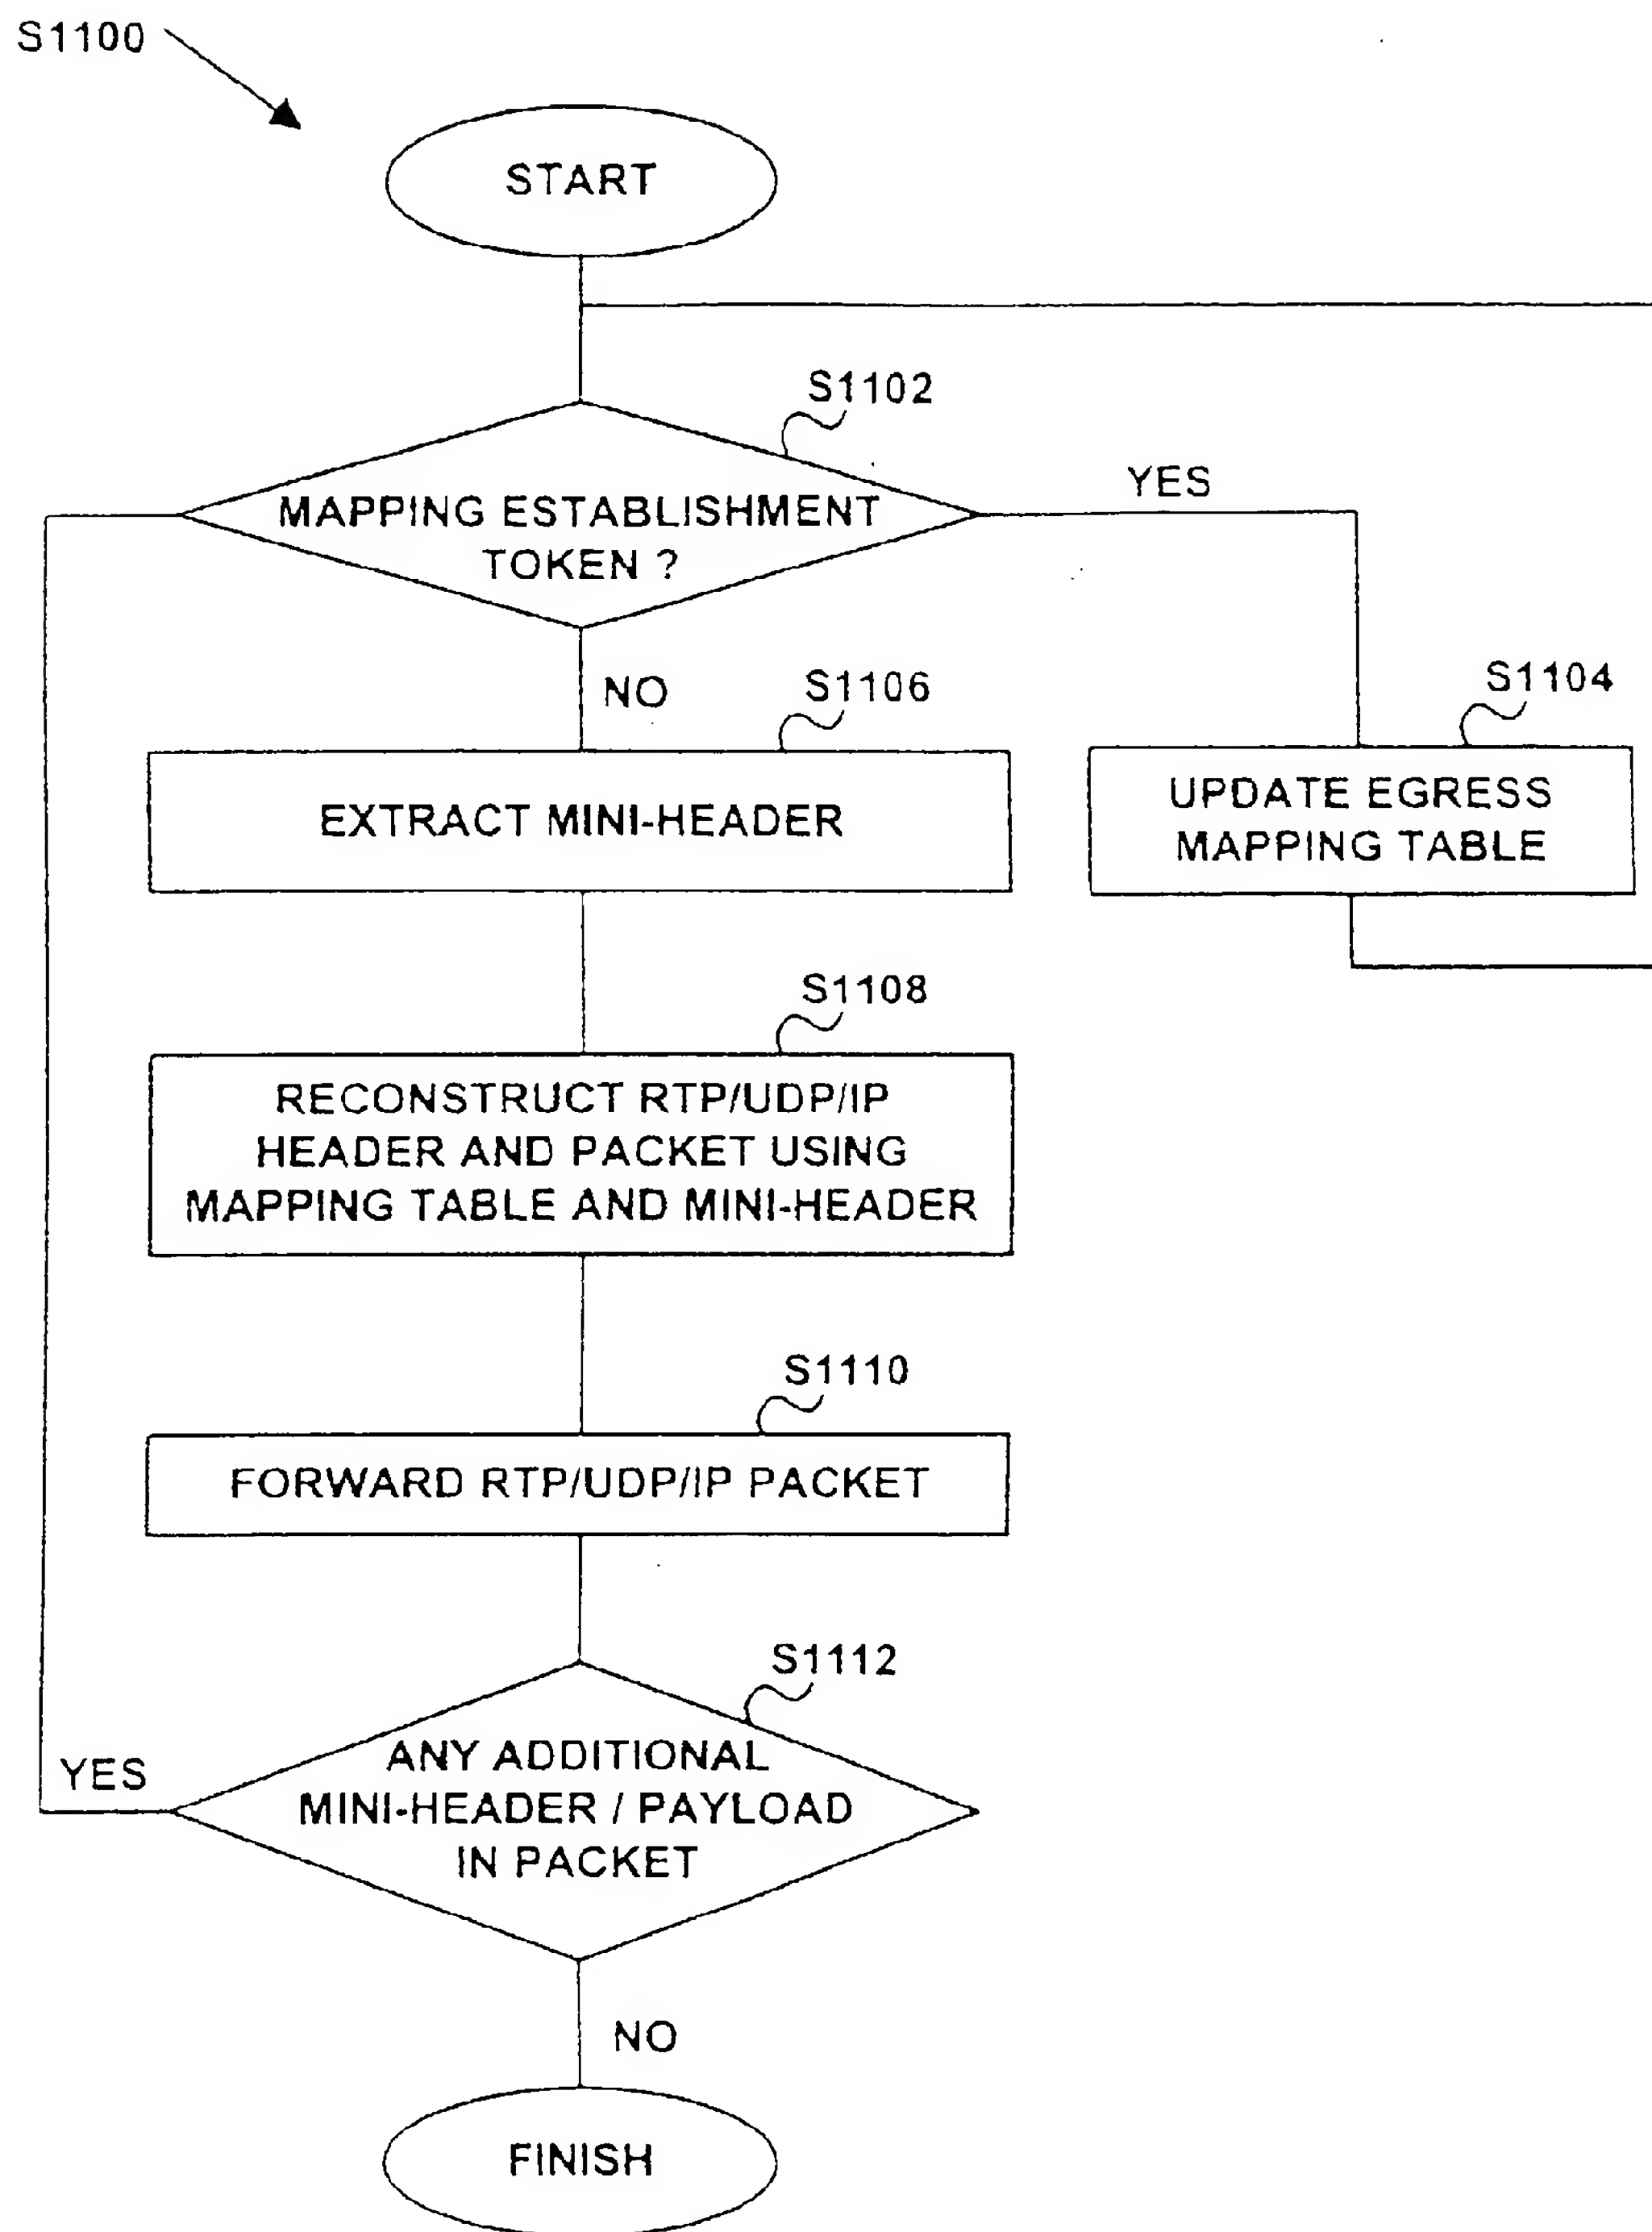 S1100
START
S1102
MAPPING ESTABLISHMENT
TOKEN ?
YES
NO
S1106
S1104
EXTRACT MINI-HEADER
UPDATE EGRESS
MAPPING TABLE
S1108
RECONSTRUCT RTP/UDP/IP
HEADER AND PACKET USING
MAPPING TABLE AND MINI-HEADER
S1110
FORWARD RTP/UDP/IP PACKET
S1112
ANY ADDITIONAL
MINI-HEADER / PAYLOAD
IN PACKET
YES
NO
FINISH